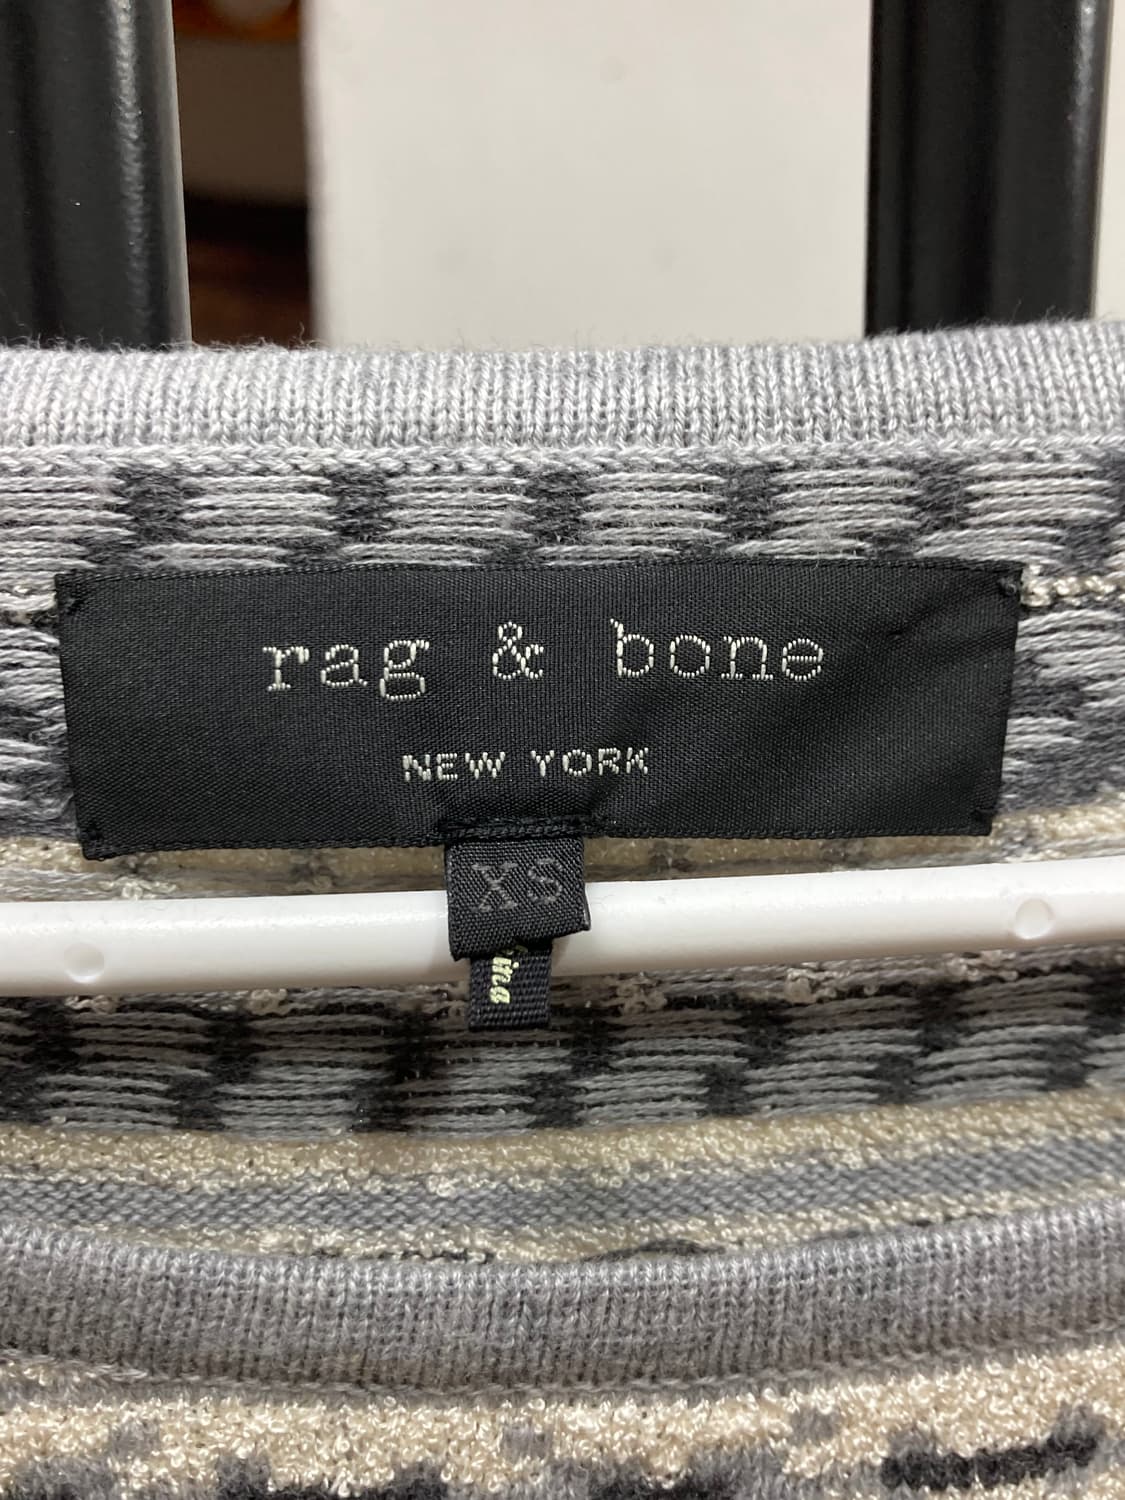 rag & bone
NEW YORK
XS